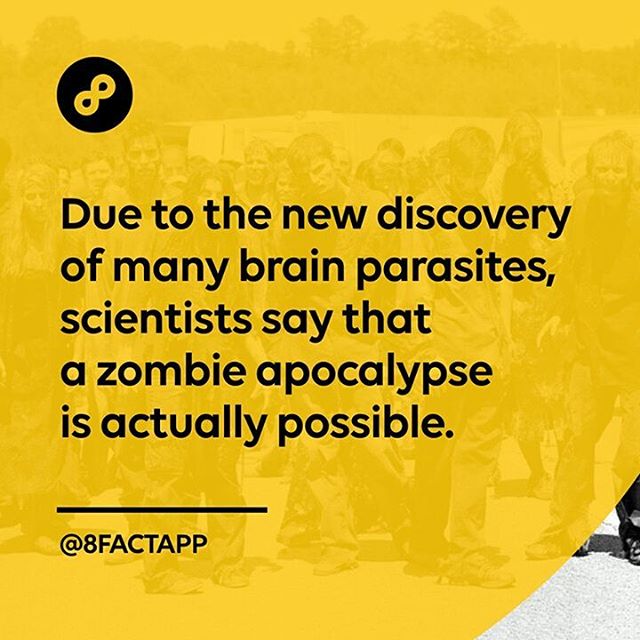 Due to the new discovery
of many brain parasites,
scientists say that
a zombie apocalypse
is actually possible.
@8FACTAPP